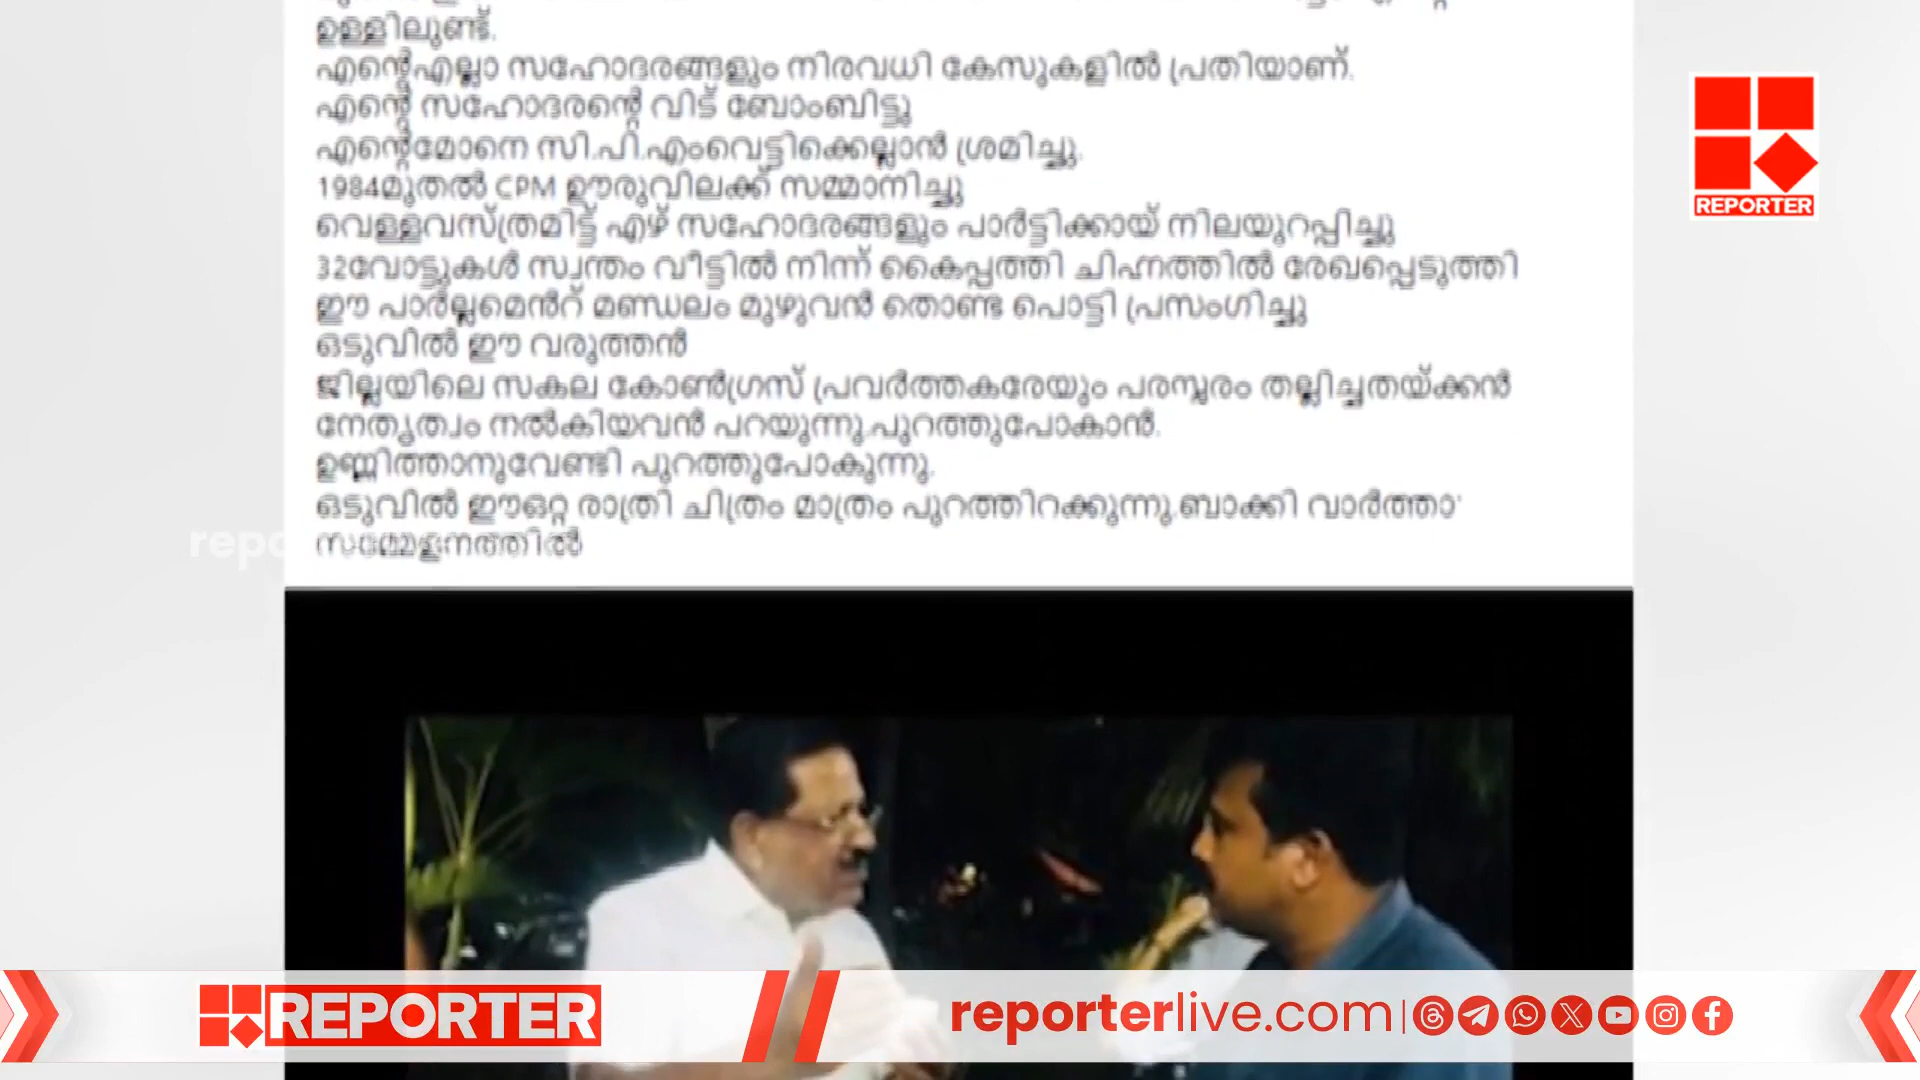 ഉള്ളിലുണ്ട്.
എന്റെഎല്ലാ സഹോദരങ്ങളും നിരവധി കേസുകളിൽ പ്രതിയാണ്.
എന്റെ സഹോദരന്റെ വിട് ബോംബിട്ടു
എന്റെമോനെ സി.പി.എംവെട്ടിക്കെല്ലാൻ ശ്രമിച്ചു.
1984മുതൽ CPM ഊരുവിലക്ക് സമ്മാനിച്ചു
വെള്ളവസ്ത്രമിട്ട് എഴ് സഹോദരങ്ങളും പാർട്ടിക്കായ് നിലയുറപ്പിച്ചു
32വോട്ടുകൾ സ്വന്തം വീട്ടിൽ നിന്ന് കൈപ്പത്തി ചിഹ്നത്തിൽ രേഖപ്പെടുത്തി
ഈ പാർല്ലമെൻറ് മണ്ഡലം മുഴുവൻ തൊണ്ട പൊട്ടി പ്രസംഗിച്ചു
ഒടുവിൽ ഈ വരുത്തൻ
ജില്ലയിലെ സകല കോൺഗ്രസ് പ്രവർത്തകരേയും പരസ്പരം തല്ലിച്ചതയ്ക്കൻ
നേതൃത്വം നൽകിയവൻ പറയുന്നു.പുറത്തുപോകാൻ.
ഉണ്ണിത്താനുവേണ്ടി പുറത്തുപോകുന്നു.
ഒടുവിൽ ഈഒറ്റ രാത്രി ചിത്രം മാത്രം പുറത്തിറക്കുന്നു.ബാക്കി വാർത്താ'
സമ്മേളനത്തിൽ
REPORTER
REPORTER
reporterlive.com